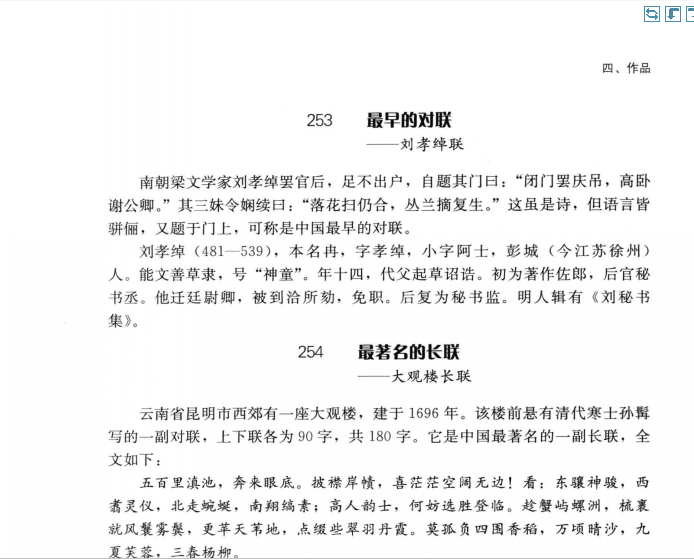 四、作品
253 最早的对联
——刘孝绰联
南朝梁文学家刘孝绰罢官后，足不出户，自题其门曰：“闭门罢庆吊，高卧
谢公卿。”其三妹令娴续曰：“落花扫仍合，丛兰摘复生。”这虽是诗，但语言皆
骈俪，又题于门上，可称是中国最早的对联。
刘孝绰（481—539），本名冉，字孝绰，小字阿士，彭城（今江苏徐州）
人。能文善草隶，号“神童”。年十四，代父起草诏诰。初为著作佐郎，后官秘
书丞。他迁廷尉卿，被到洽所劾，免职。后复为秘书监。明人辑有《刘秘书
集》。
254 最著名的长联
——大观楼长联
云南省昆明市西郊有一座大观楼，建于1696年。该楼前悬有清代寒士孙髯
写的一副对联，上下联各为90字，共180字。它是中国最著名的一副长联，全
文如下：
五百里滇池，奔来眼底。披襟岸帻，喜茫茫空阔无边！看：东骧神骏，西
翥灵仪，北走蜿蜒，南翔缟素；高人韵士，何妨选胜登临。趁蟹屿螺洲，梳裹
就风鬟雾鬓，更苹天苇地，点缀些翠羽丹霞。莫孤负四围香稻，万顷晴沙，九
夏芙蓉，三春杨柳。